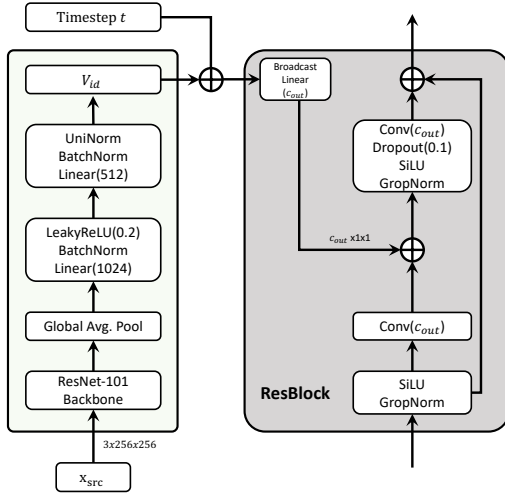 Timestep t
V_id
UniNorm
BatchNorm
Linear(512)
LeakyReLU(0.2)
BatchNorm
Linear(1024)
Global Avg. Pool
ResNet-101
Backbone
3x256x256
x_src
Broadcast
Linear
(c_out)
Conv(c_out)
Dropout(0.1)
SiLU
GropNorm
c_out x1x1
Conv(c_out)
ResBlock
SiLU
GropNorm